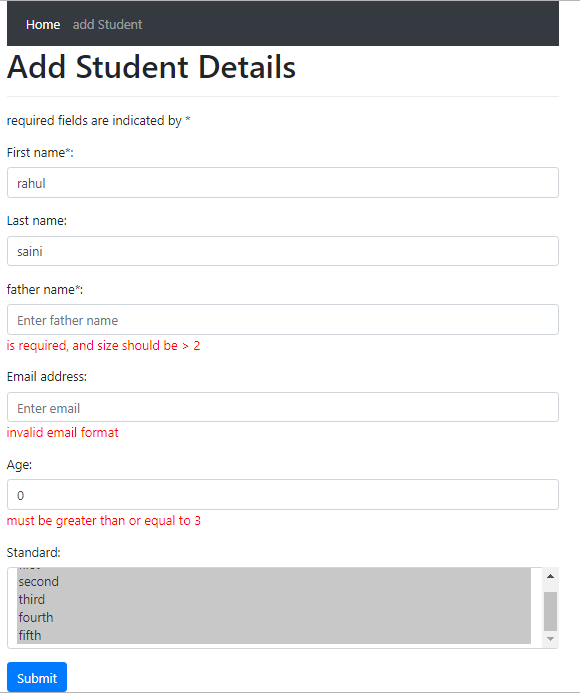 Home add Student
Add Student Details
required fields are indicated by *
First name*:
rahul
Last name:
saini
father name*:
Enter father name
is required, and size should be > 2
Email address:
Enter email
invalid email format
Age:
0
must be greater than or equal to 3
Standard:
second
third
fourth
fifth
Submit